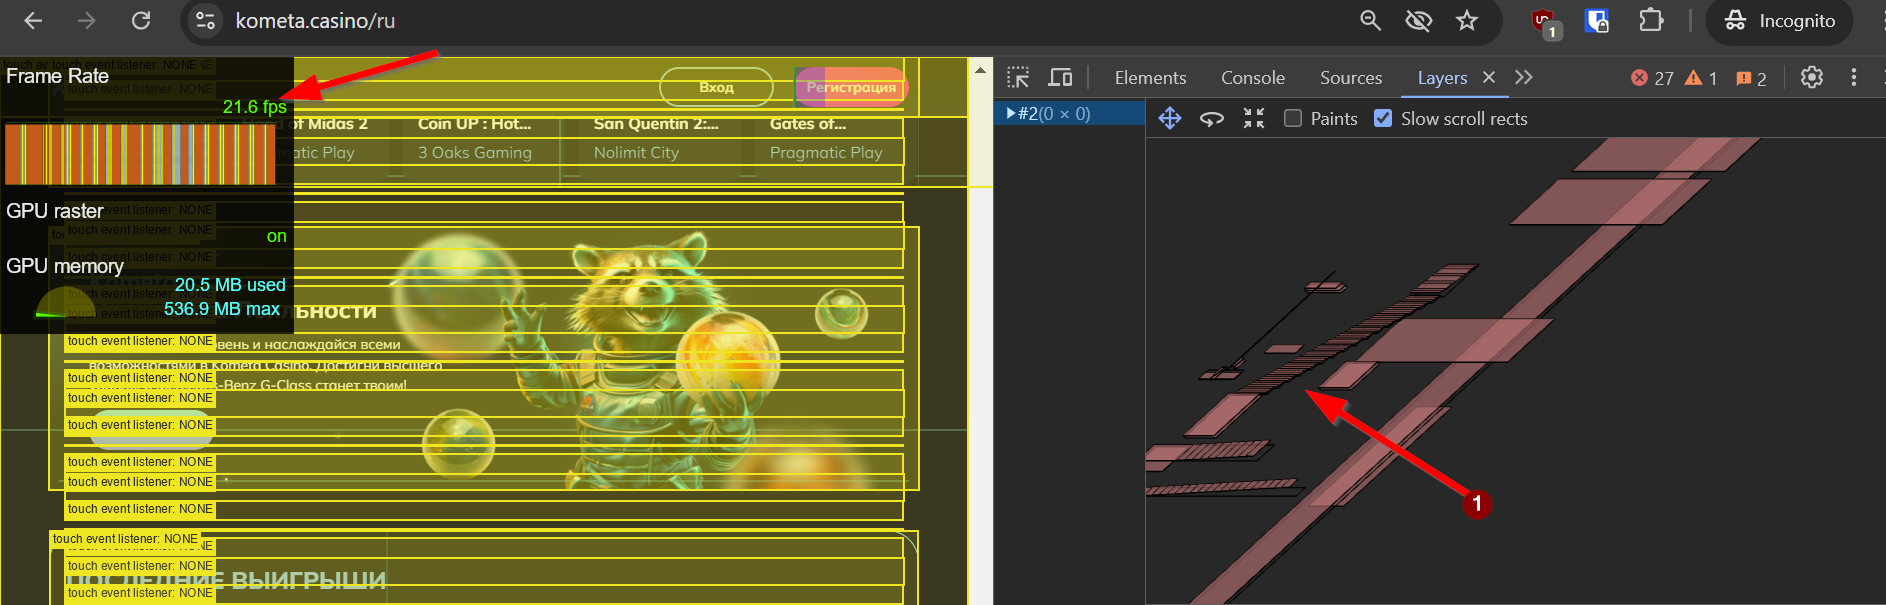 kometa.casino/ru
1
Incognito
Frame Rate
21.6 fps
GPU raster
on
GPU memory
20.5 MB used
536.9 MB max
touch event listener: NONE
Вход
Регистрация
of Midas 2
Coin UP : Hot...
San Quentin 2:...
Gates of...
matic Play
3 Oaks Gaming
Nolimit City
Pragmatic Play
touch event listener: NONE
touch event listener: NONE
touch event listener: NONE
touch event listener: NONE
touch event listener: NONE
ЬНОСТИ
touch event listener: NONE
вень и наслаждайся всеми
возможностями в Kometa Casino. Достигни высшего
touch event listener: NONE
-Benz G-Class станет твоим!
touch event listener: NONE
touch event listener: NONE
touch event listener: NONE
touch event listener: NONE
touch event listener: NONE
touch event listener: NONE
touch event listener: NONE
ПОСЛЕДНИЕ ВЫИГРЫШИ
touch event listener: NONE
touch event listener: NONE
Elements
Console
Sources
Layers
27
1
2
#2(0 × 0)
Paints
Slow scroll rects
1